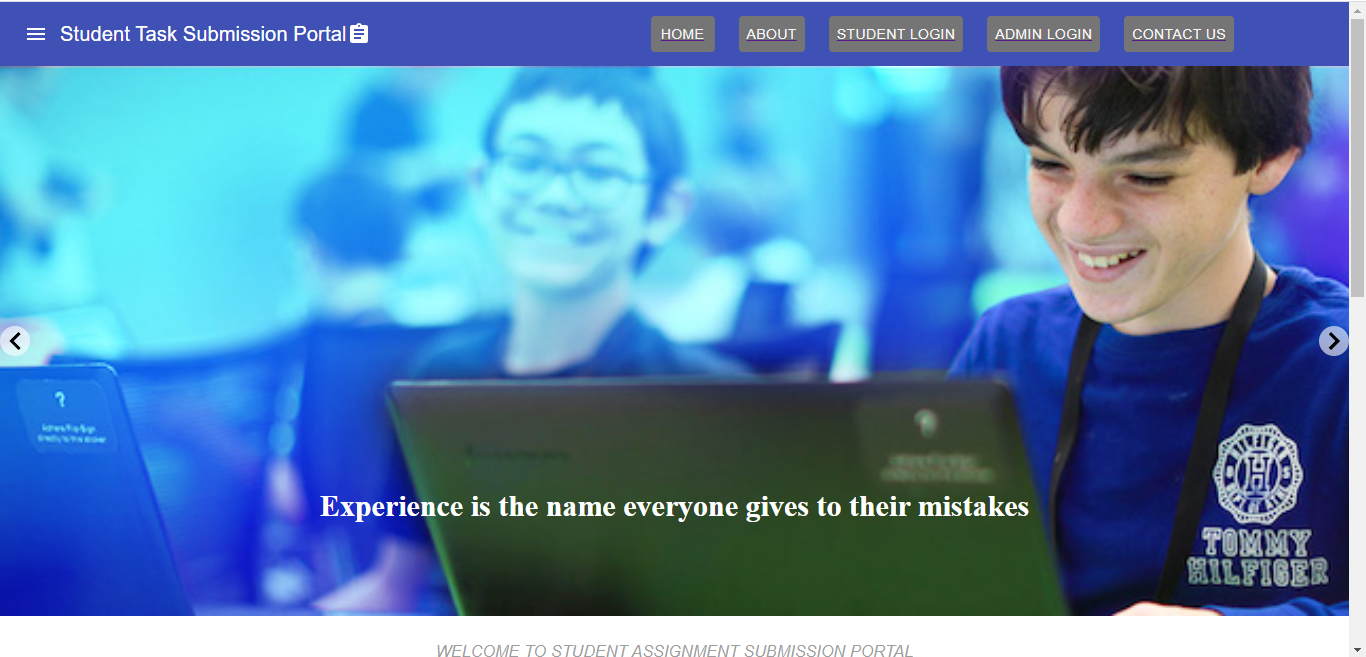 Student Task Submission Portal
HOME
ABOUT
STUDENT LOGIN
ADMIN LOGIN
CONTACT US
?
Experience is the name everyone gives to their mistakes
TOMMY
HILFIGER
WELCOME TO STUDENT ASSIGNMENT SUBMISSION PORTAL